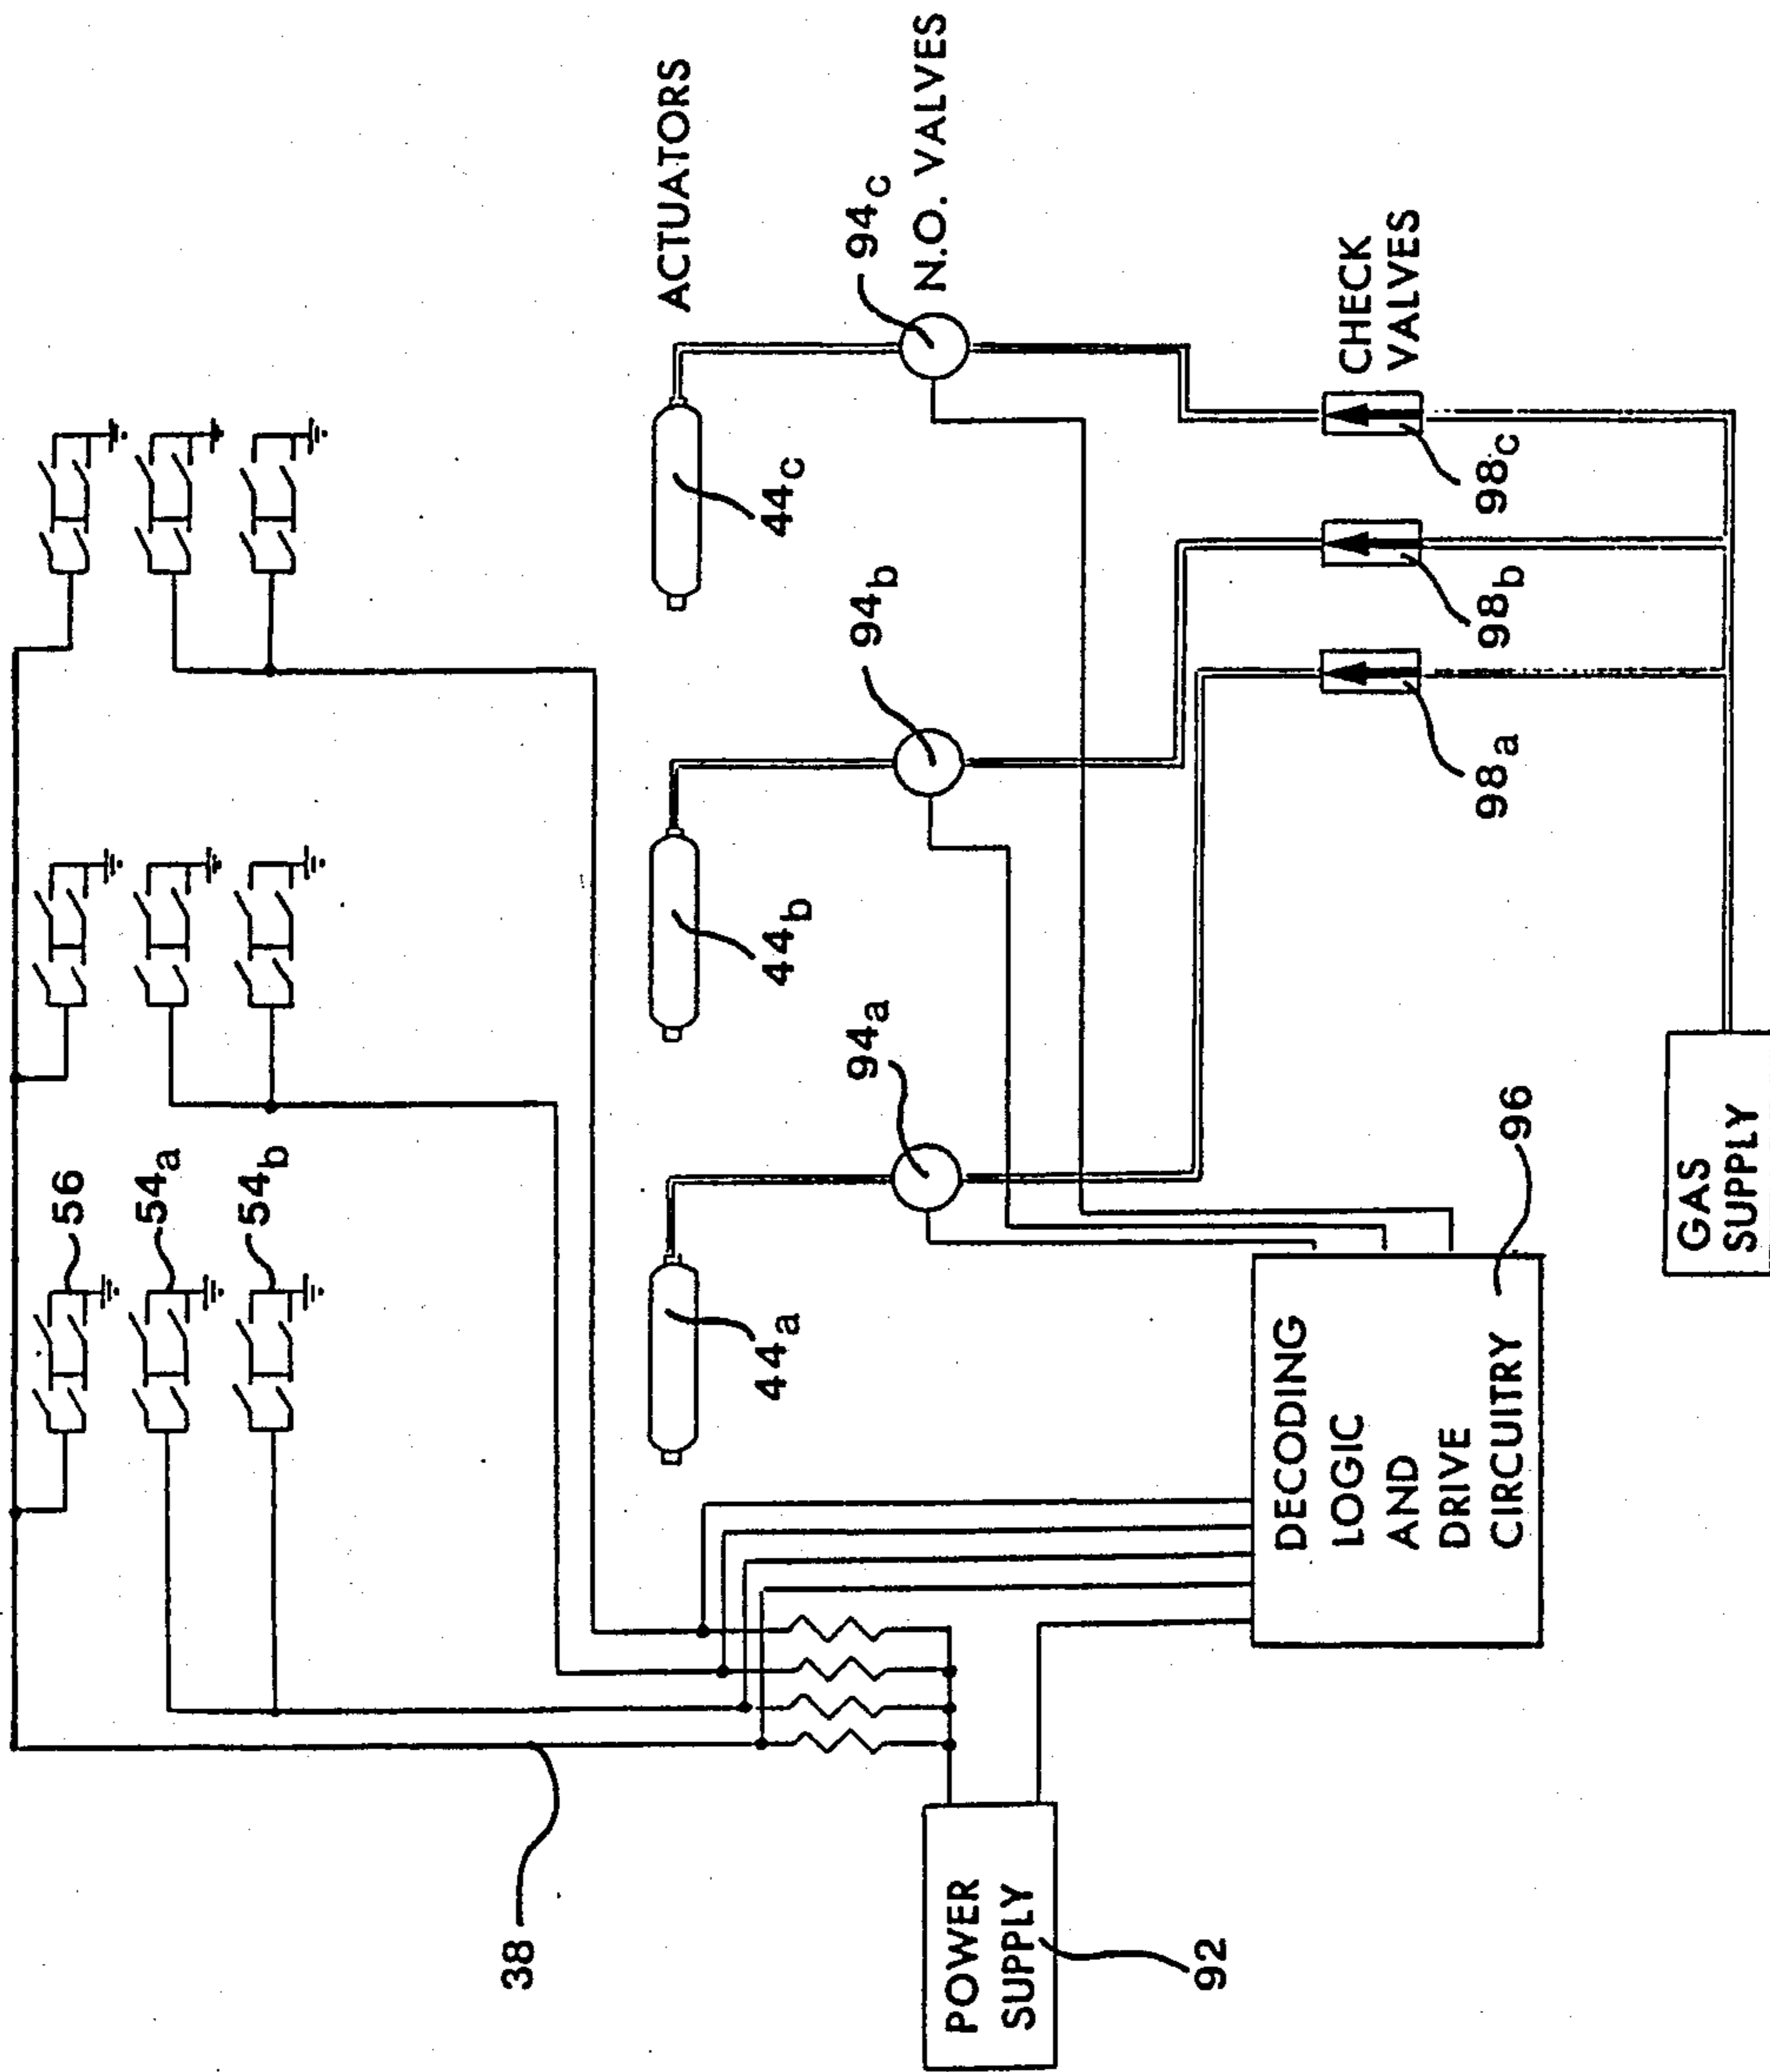 56
54a
54b
38
ACTUATORS
44a
44b
44c
94a
94b
94c
N.O. VALVES
POWER
SUPPLY
92
DECODING
LOGIC
AND
DRIVE
CIRCUITRY
96
CHECK
VALVES
98a
98b
98c
GAS
SUPPLY